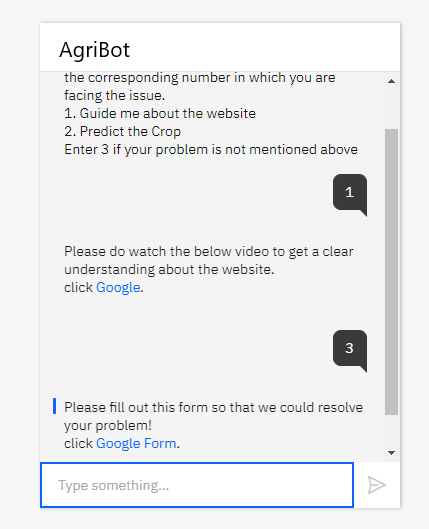 AgriBot
the corresponding number in which you are
facing the issue.
1. Guide me about the website
2. Predict the Crop
Enter 3 if your problem is not mentioned above
1
Please do watch the below video to get a clear
understanding about the website.
click Google.
3
Please fill out this form so that we could resolve
your problem!
click Google Form.
Type something...